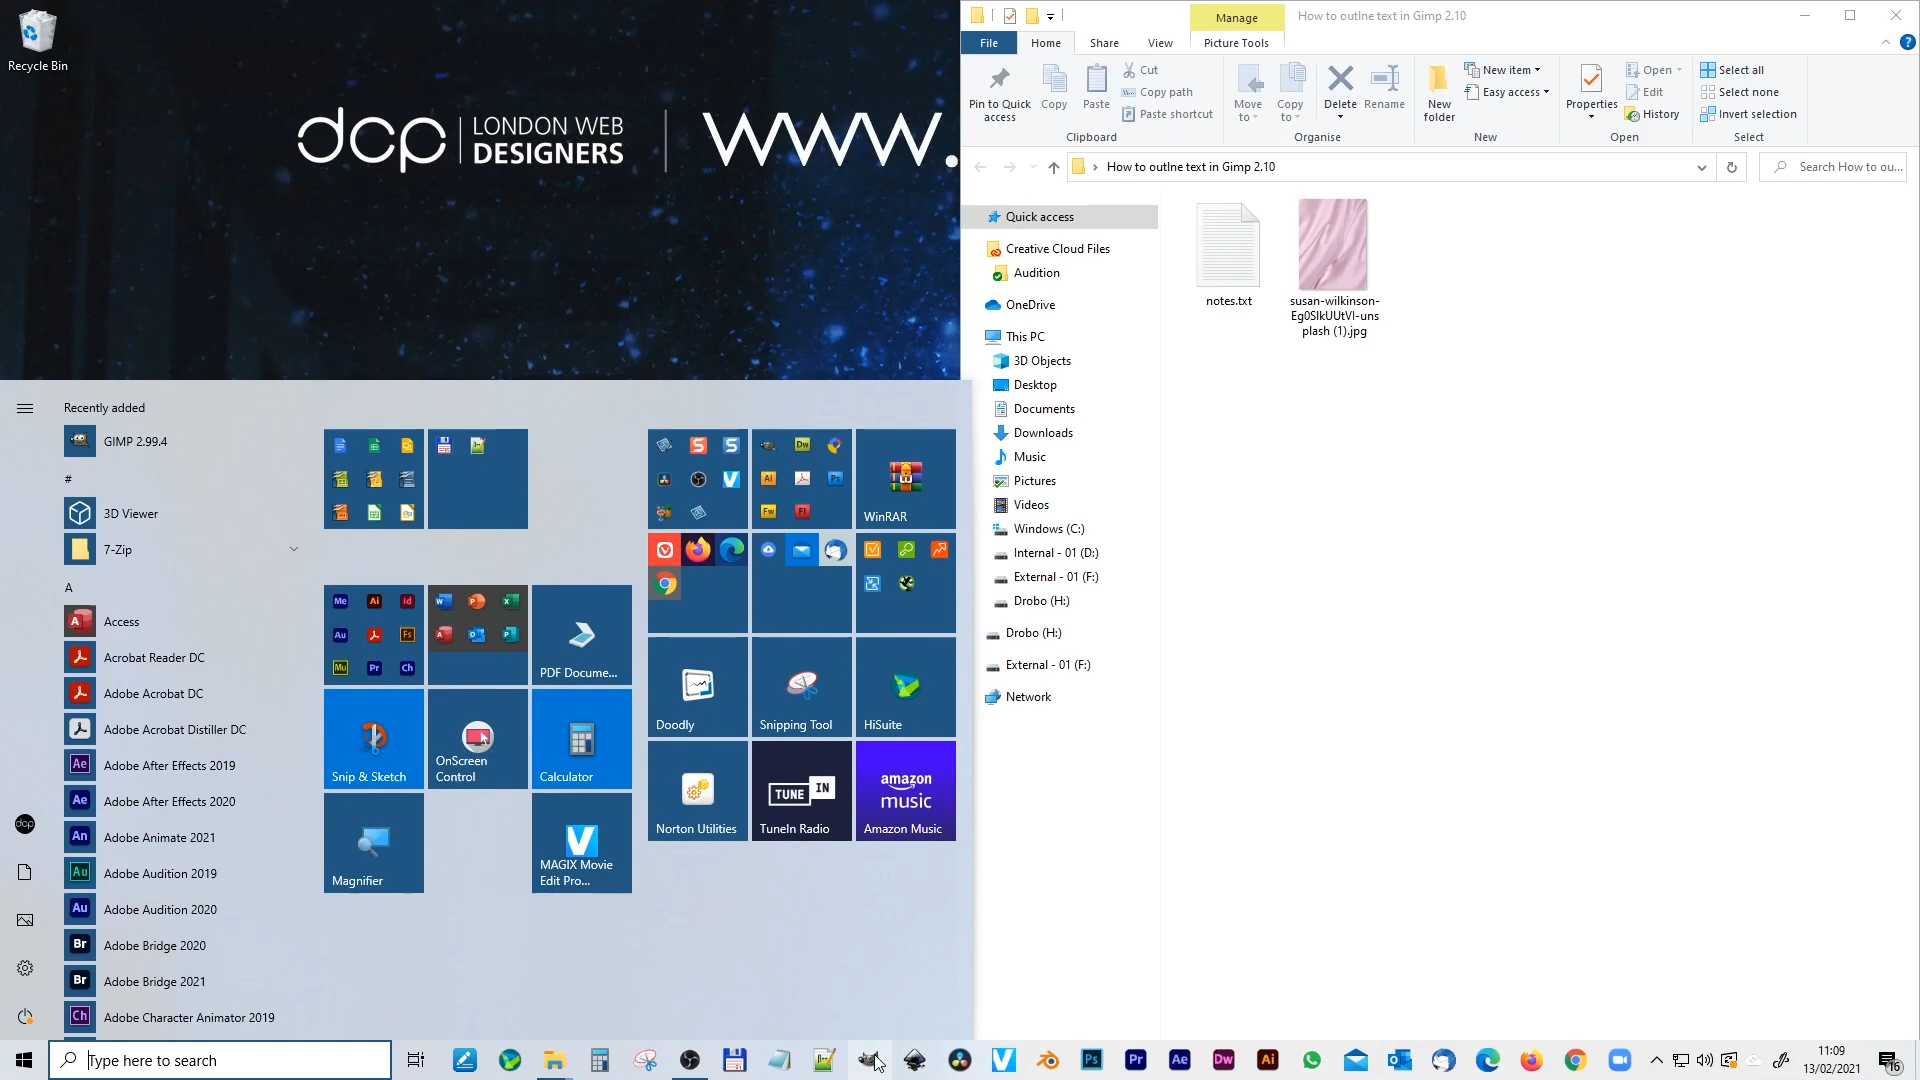 Recycle Bin
dcp
LONDON WEB
DESIGNERS
www.
Manage
How to outlne text in Gimp 2.10
File
Home
Share
View
Picture Tools
Pin to Quick
access
Copy
Paste
Cut
Copy path
Paste shortcut
Clipboard
Move
to
Copy
to
Delete
Rename
Organise
New
folder
New item
Easy access
New
Properties
Open
Edit
History
Open
Select all
Select none
Invert selection
Select
How to outlne text in Gimp 2.10
Search How to ou...
Quick access
Creative Cloud Files
Audition
OneDrive
This PC
3D Objects
Desktop
Documents
Downloads
Music
Pictures
Videos
Windows (C:)
Internal - 01 (D:)
External - 01 (F:)
Drobo (H:)
Drobo (H:)
External - 01 (F:)
Network
notes.txt
susan-wilkinson-
plash (1).jpg
Recently added
GIMP 2.99.4
#
3D Viewer
7-Zip
A
Access
Acrobat Reader DC
Adobe Acrobat DC
Adobe Acrobat Distiller DC
Adobe After Effects 2019
Adobe After Effects 2020
Adobe Animate 2021
Adobe Audition 2019
Adobe Audition 2020
Adobe Bridge 2020
Adobe Bridge 2021
Adobe Character Animator 2019
WinRAR
PDF Docume...
Snip & Sketch
OnScreen
Control
Calculator
Magnifier
MAGIX Movie
Edit Pro...
Doodly
Snipping Tool
HiSuite
Norton Utilities
TUNE IN
TuneIn Radio
amazon
music
Amazon Music
Type here to search
11:09
13/02/2021
16